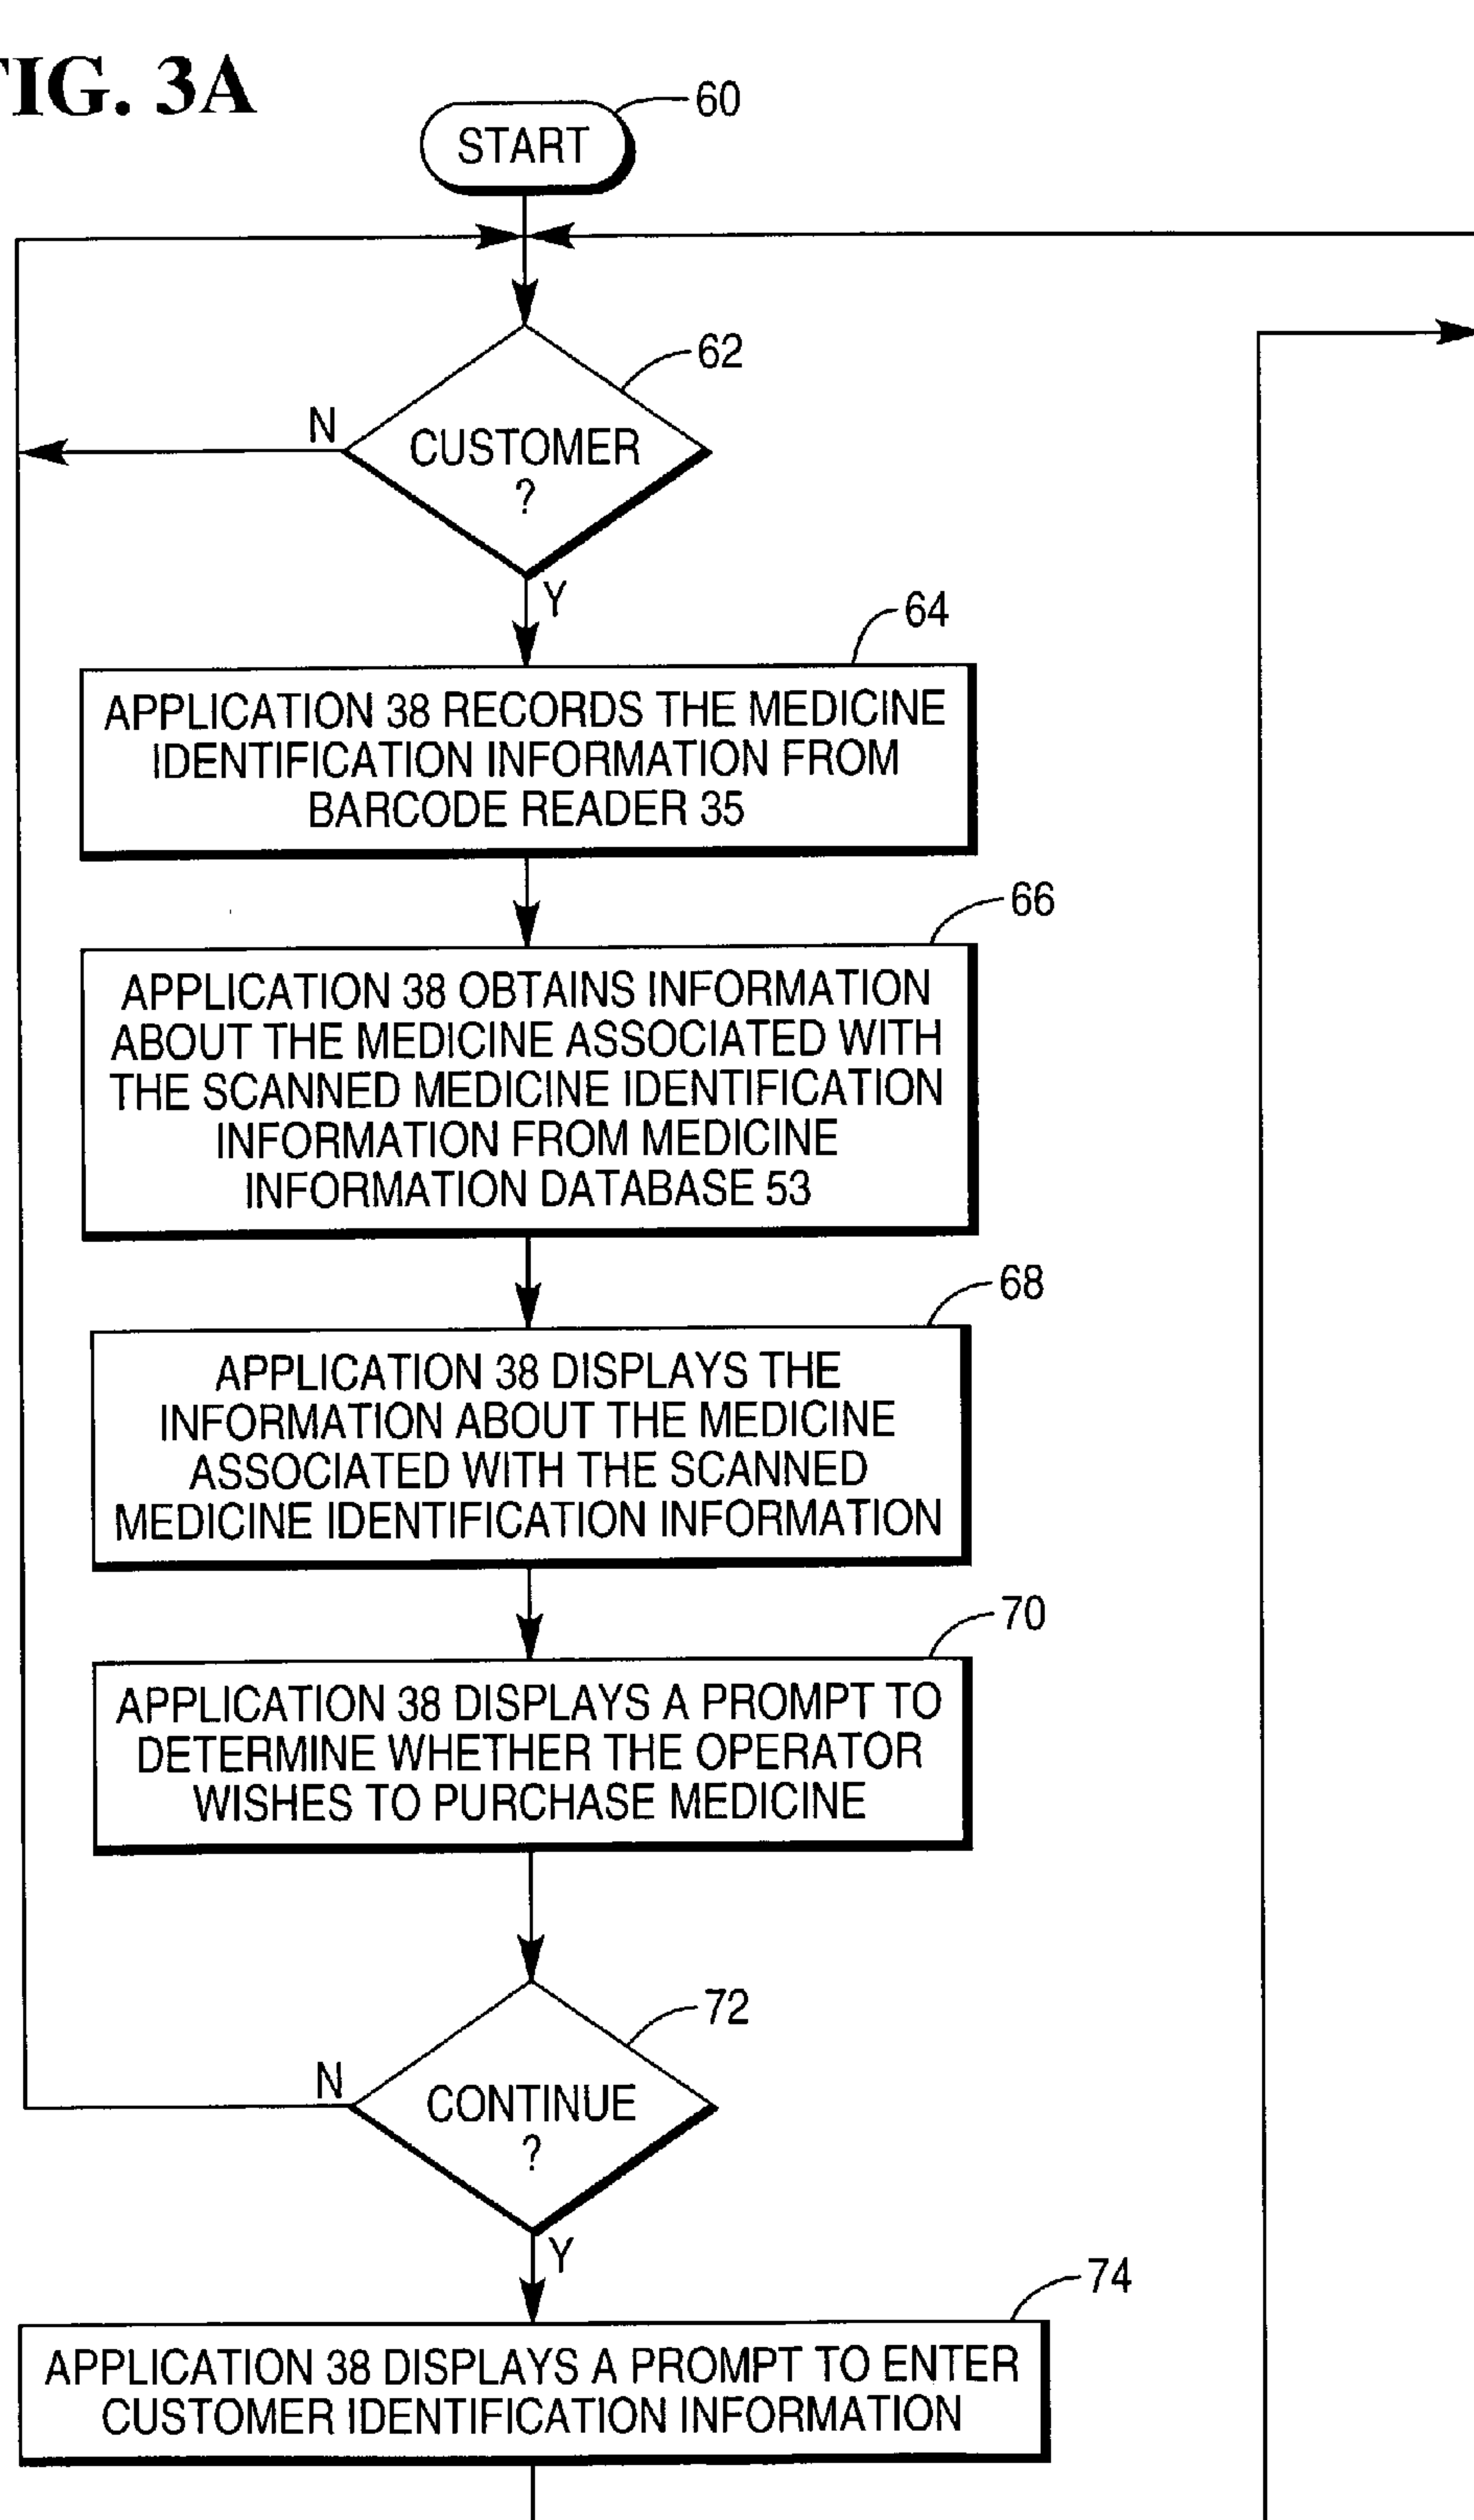 FIG. 3A
60
START
62
N
CUSTOMER
?
Y
64
APPLICATION 38 RECORDS THE MEDICINE
IDENTIFICATION INFORMATION FROM
BARCODE READER 35
66
APPLICATION 38 OBTAINS INFORMATION
ABOUT THE MEDICINE ASSOCIATED WITH
THE SCANNED MEDICINE IDENTIFICATION
INFORMATION FROM MEDICINE
INFORMATION DATABASE 53
68
APPLICATION 38 DISPLAYS THE
INFORMATION ABOUT THE MEDICINE
ASSOCIATED WITH THE SCANNED
MEDICINE IDENTIFICATION INFORMATION
70
APPLICATION 38 DISPLAYS A PROMPT TO
DETERMINE WHETHER THE OPERATOR
WISHES TO PURCHASE MEDICINE
72
N
CONTINUE
?
Y
74
APPLICATION 38 DISPLAYS A PROMPT TO ENTER
CUSTOMER IDENTIFICATION INFORMATION